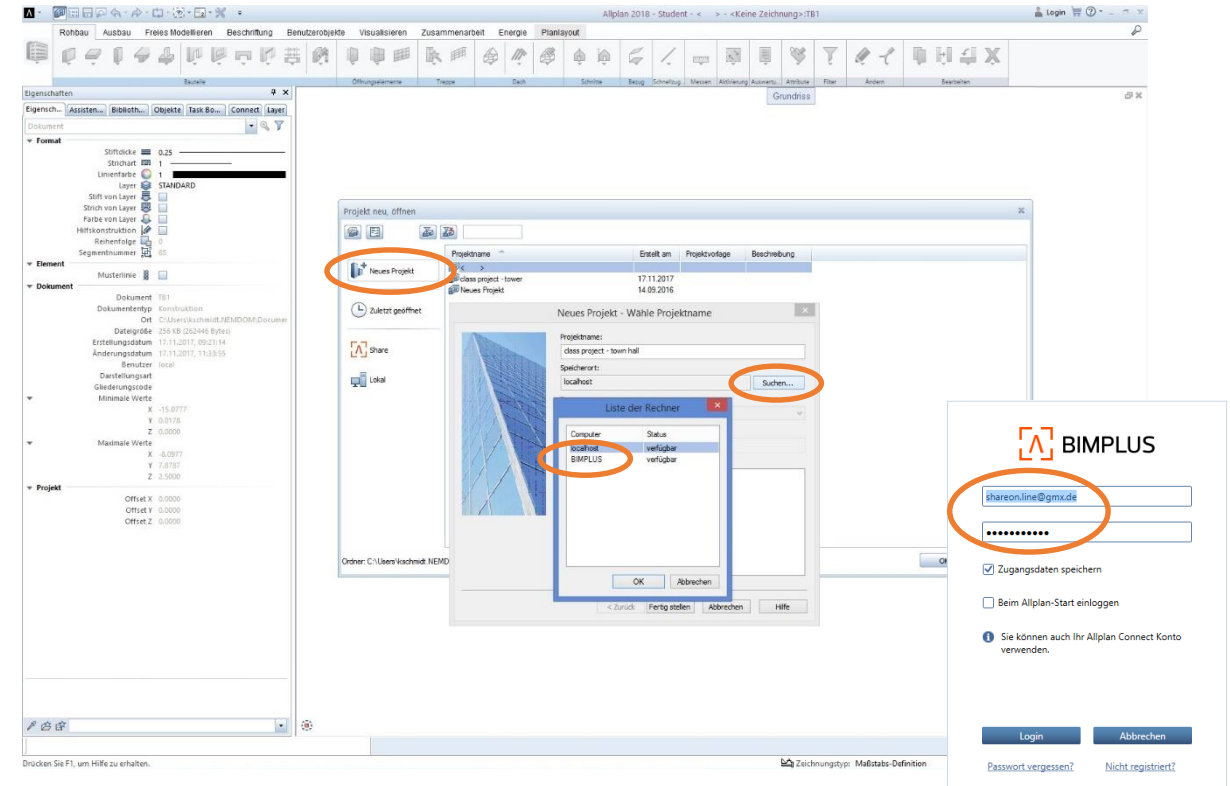 Allplan 2018 - Student - < > - <Keine Zeichnung>:TB1
Login
Rohbau Ausbau Freies Modellieren Beschriftung Benutzerobjekte Visualisieren Zusammenarbeit Energie Planlayout
Bauteile Öffnungselemente Treppe Dach Schnitte Bezug Schnellzug.. Messen Aktivierung Auswertu.. Attribute Filter Ändern Bearbeiten
Eigenschaften
Grundriss
Eigensch... Assisten... Biblioth... Objekte Task Bo... Connect Layer
Dokument
Format
Stiftdicke 0.25
Strichart 1
Linienfarbe 1
Layer STANDARD
Stift von Layer
Strich von Layer
Farbe von Layer
Hilfskonstruktion
Reihenfolge 0
Segmentnummer 65
Element
Musterlinie
Dokument
Dokument TB1
Dokumententyp Konstruktion
Ort C:\Users\kschmidt.NEMDOM\Documer
Dateigröße 256 KB (262446 Bytes)
Erstellungsdatum 17.11.2017, 09:21:14
Änderungsdatum 17.11.2017, 11:33:55
Benutzer local
Darstellungsart
Gliederungscode
Minimale Werte
X -15.0777
Y 0.0178
Z 0.0000
Maximale Werte
X -6.0977
Y 7.8787
Z 2.5000
Projekt
Offset X 0.0000
Offset Y 0.0000
Offset Z 0.0000
Projekt neu, öffnen
Projektname Erstellt am Projektvorlage Beschreibung
< >
class project - tower 17.11.2017
Neues Projekt 14.09.2016
Neues Projekt
Zuletzt geöffnet
Share
Lokal
Ordner: C:\Users\kschmidt.NEMD
OK
Neues Projekt - Wähle Projektname
Projektname:
class project - town hall
Speicherort:
localhost
Suchen...
Liste der Rechner
Computer Status
localhost verfügbar
BIMPLUS verfügbar
OK Abbrechen
< Zurück Fertig stellen Abbrechen Hilfe
BIMPLUS
shareon.line@gmx.de
Zugangsdaten speichern
Beim Allplan-Start einloggen
Sie können auch Ihr Allplan Connect Konto
verwenden.
Login Abbrechen
Passwort vergessen? Nicht registriert?
Drücken Sie F1, um Hilfe zu erhalten.
Zeichnungstyp: Maßstabs-Definition